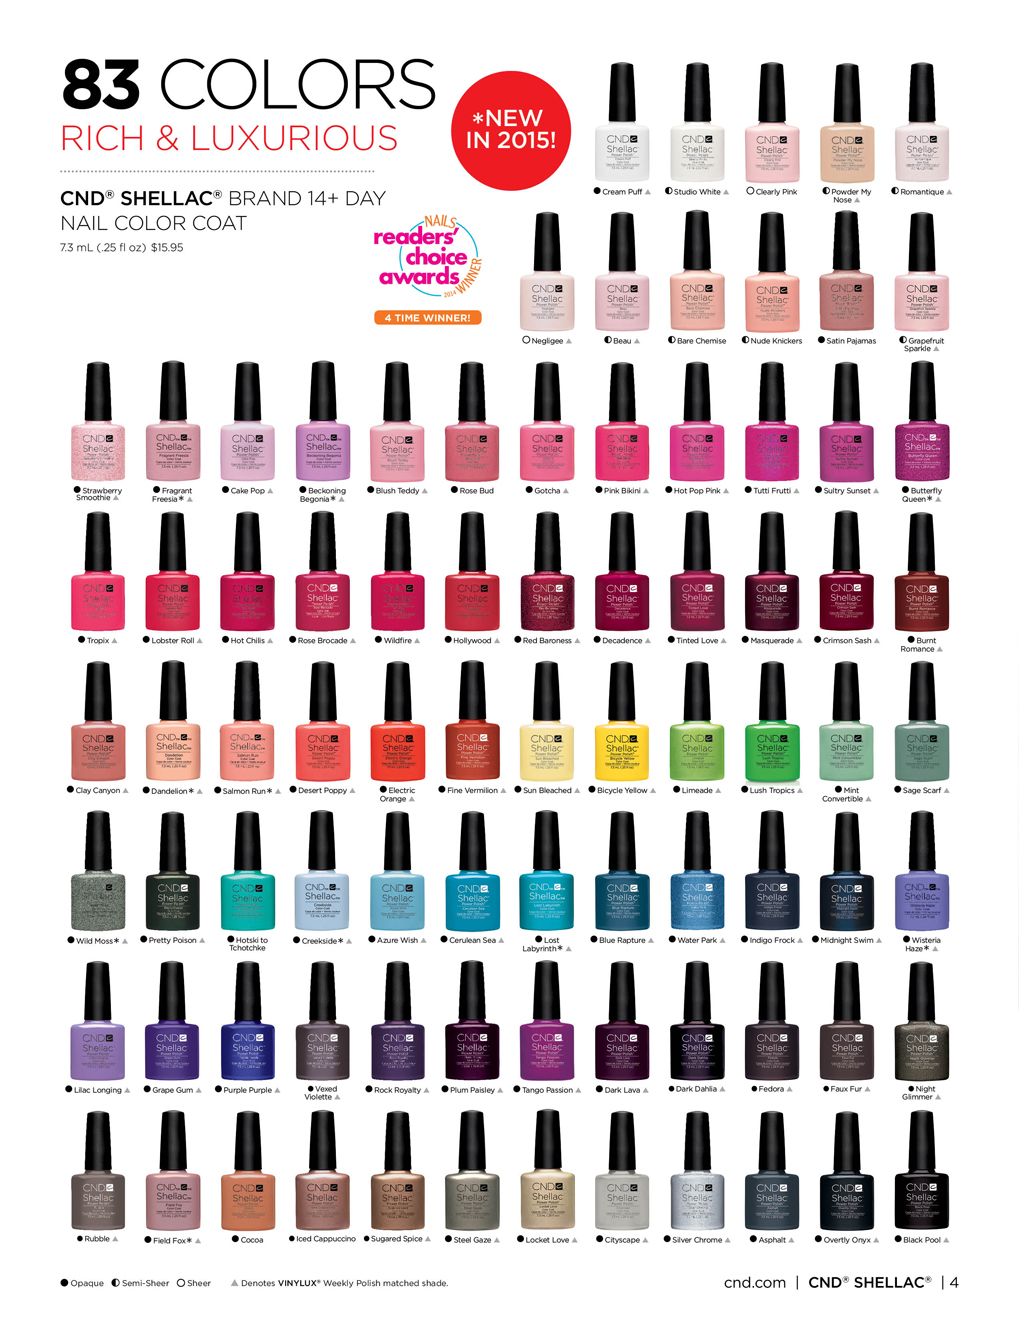 83 COLORS
RICH & LUXURIOUS
CND® SHELLAC® BRAND 14+ DAY
NAIL COLOR COAT
7.3 mL (.25 fl oz) $15.95
*NEW
IN 2015!
NAILS
readers'
choice
awards
2014 WINNER
4 TIME WINNER!
● Cream Puff ▲ ◐ Studio White ▲ ○ Clearly Pink ◐ Powder My ◐ Romantique ▲
Nose ▲
○ Negligee ▲ ◐ Beau ▲ ◐ Bare Chemise ◐ Nude Knickers ● Satin Pajamas ◐ Grapefruit
Sparkle ▲
● Strawberry ● Fragrant ● Cake Pop ▲ ● Beckoning ● Blush Teddy ▲ ● Rose Bud ● Gotcha ▲ ● Pink Bikini ▲ ● Hot Pop Pink ▲ ● Tutti Frutti ▲ ● Sultry Sunset ▲ ● Butterfly
Smoothie ▲ Freesia* ▲ Begonia* ▲ Queen* ▲
● Tropix ▲ ● Lobster Roll ▲ ● Hot Chilis ▲ ● Rose Brocade ▲ ● Wildfire ▲ ● Hollywood ▲ ● Red Baroness ▲ ● Decadence ▲ ● Tinted Love ▲ ● Masquerade ▲ ● Crimson Sash ▲ ● Burnt
Romance ▲
● Clay Canyon ▲ ● Dandelion* ▲ ● Salmon Run* ▲ ● Desert Poppy ▲ ● Electric ● Fine Vermilion ▲ ● Sun Bleached ▲ ● Bicycle Yellow ▲ ● Limeade ▲ ● Lush Tropics ▲ ● Mint ● Sage Scarf ▲
Orange ▲ Convertible ▲
● Wild Moss* ▲ ● Pretty Poison ▲ ● Hotski to ● Creekside* ▲ ● Azure Wish ▲ ● Cerulean Sea ▲ ● Lost ● Blue Rapture ▲ ● Water Park ▲ ● Indigo Frock ▲ ● Midnight Swim ▲ ● Wisteria
Tchotchke Labyrinth* ▲ Haze* ▲
● Lilac Longing ▲ ● Grape Gum ▲ ● Purple Purple ▲ ● Vexed ● Rock Royalty ▲ ● Plum Paisley ▲ ● Tango Passion ▲ ● Dark Lava ▲ ● Dark Dahlia ▲ ● Fedora ▲ ● Faux Fur ▲ ● Night
Violette ▲ Glimmer ▲
● Rubble ▲ ● Field Fox* ▲ ● Cocoa ● Iced Cappuccino ● Sugared Spice ▲ ● Steel Gaze ▲ ● Locket Love ▲ ● Cityscape ▲ ● Silver Chrome ▲ ● Asphalt ▲ ● Overtly Onyx ▲ ● Black Pool ▲
● Opaque ◐ Semi-Sheer ○ Sheer ▲ Denotes VINYLUX® Weekly Polish matched shade.
cnd.com | CND® SHELLAC® | 4